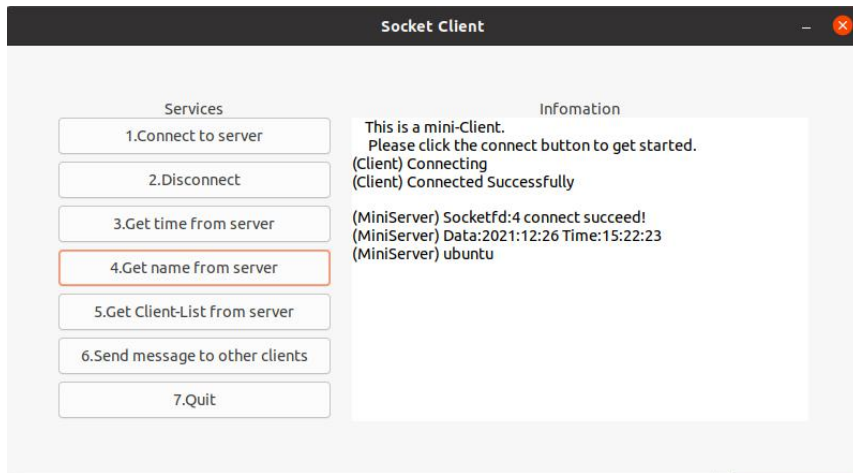 Socket Client
Services
1.Connect to server
2.Disconnect
3.Get time from server
4.Get name from server
5.Get Client-List from server
6.Send message to other clients
7.Quit
Infomation
This is a mini-Client.
Please click the connect button to get started.
(Client) Connecting
(Client) Connected Successfully
(MiniServer) Socketfd:4 connect succeed!
(MiniServer) Data:2021:12:26 Time:15:22:23
(MiniServer) ubuntu